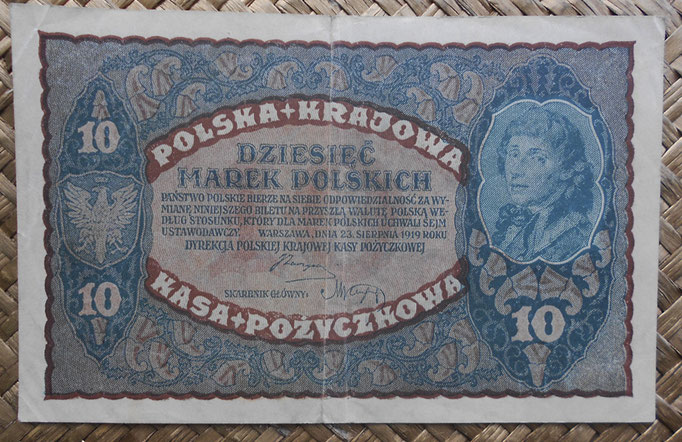 POLSKA KRAJOWA
10
DZIESIĘĆ
MAREK POLSKICH
PAŃSTWO POLSKIE BIERZE NA SIEBIE ODPOWIEDZIALNOŚĆ ZA WY-
MIANĘ NINIEJSZEGO BILETU NA PRZYSZŁĄ WALUTĘ POLSKĄ WE-
DŁUG STOSUNKU, KTÓRY DLA MAREK POLSKICH UCHWALI SEJM
USTAWODAWCZY. WARSZAWA, DNIA 23. SIERPNIA 1919 ROKU
DYREKCJA POLSKIEJ KRAJOWEJ KASY POŻYCZKOWEJ
SKARBNIK GŁÓWNY:
10
KASA POŻYCZKOWA
10